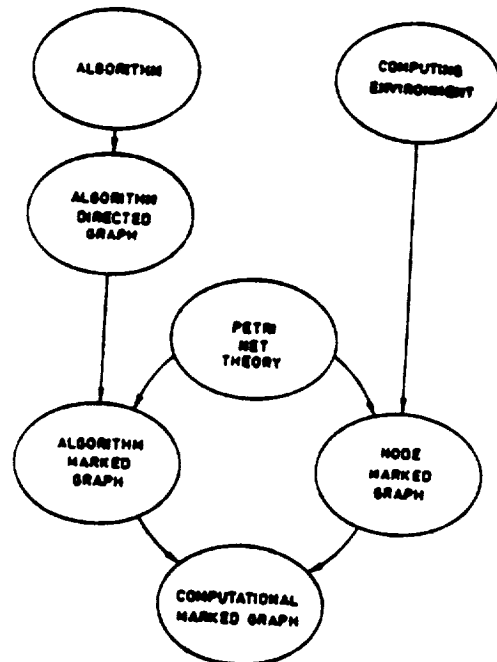 ALGORITHM
COMPUTING
ENVIRONMENT
ALGORITHM
DIRECTED
GRAPH
PETRI
NET
THEORY
ALGORITHM
MARKED
GRAPH
NODE
MARKED
GRAPH
COMPUTATIONAL
MARKED GRAPH